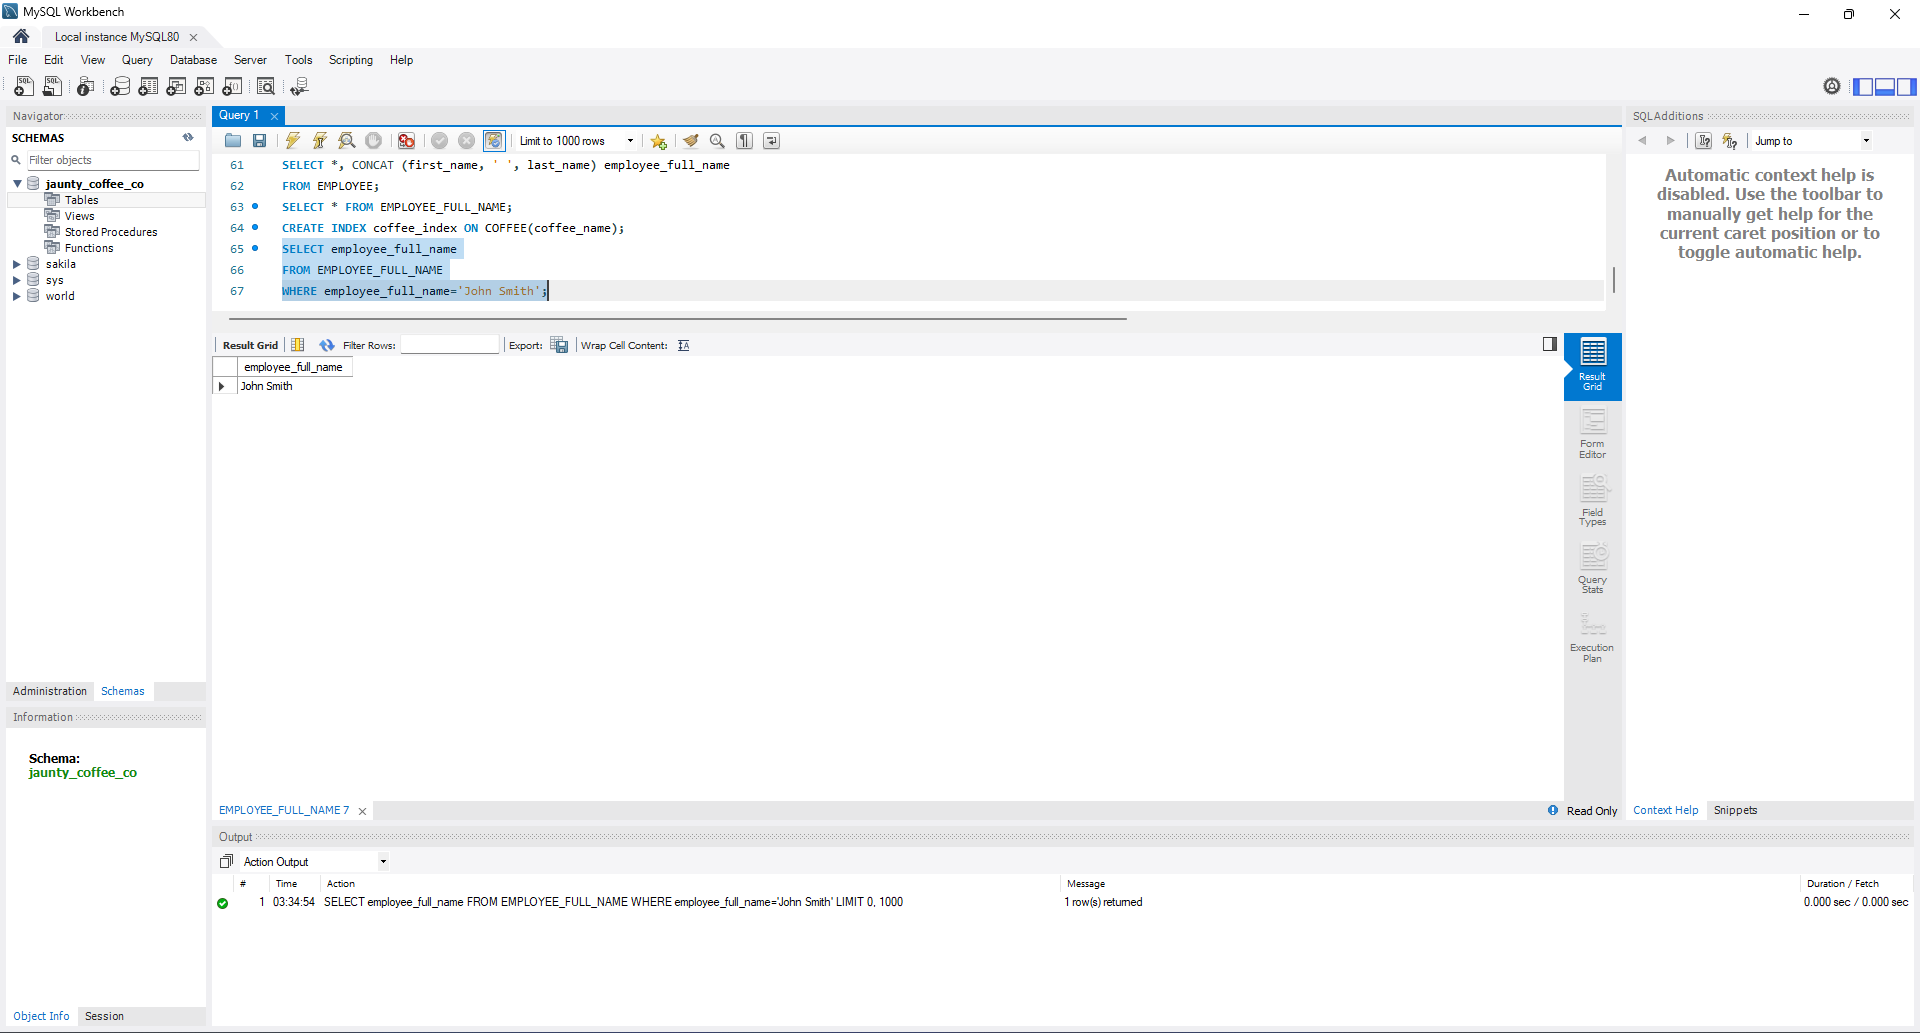 MySQL Workbench
Local instance MySQL80
File Edit View Query Database Server Tools Scripting Help
Navigator
SCHEMAS
Filter objects
jaunty_coffee_co
Tables
Views
Stored Procedures
Functions
sakila
sys
world
Administration Schemas
Information
Schema:
jaunty_coffee_co
Object Info Session
Query 1
Limit to 1000 rows
61 SELECT *, CONCAT (first_name, ' ', last_name) employee_full_name
62 FROM EMPLOYEE;
63 SELECT * FROM EMPLOYEE_FULL_NAME;
64 CREATE INDEX coffee_index ON COFFEE(coffee_name);
65 SELECT employee_full_name
66 FROM EMPLOYEE_FULL_NAME
67 WHERE employee_full_name='John Smith';
Result Grid Filter Rows: Export: Wrap Cell Content:
employee_full_name
John Smith
Result
Grid
Form
Editor
Field
Types
Query
Stats
Execution
Plan
EMPLOYEE_FULL_NAME 7
Read Only
SQLAdditions
Jump to
Automatic context help is
disabled. Use the toolbar to
manually get help for the
current caret position or to
toggle automatic help.
Context Help Snippets
Output
Action Output
# Time Action Message Duration / Fetch
1 03:34:54 SELECT employee_full_name FROM EMPLOYEE_FULL_NAME WHERE employee_full_name='John Smith' LIMIT 0, 1000 1 row(s) returned 0.000 sec / 0.000 sec